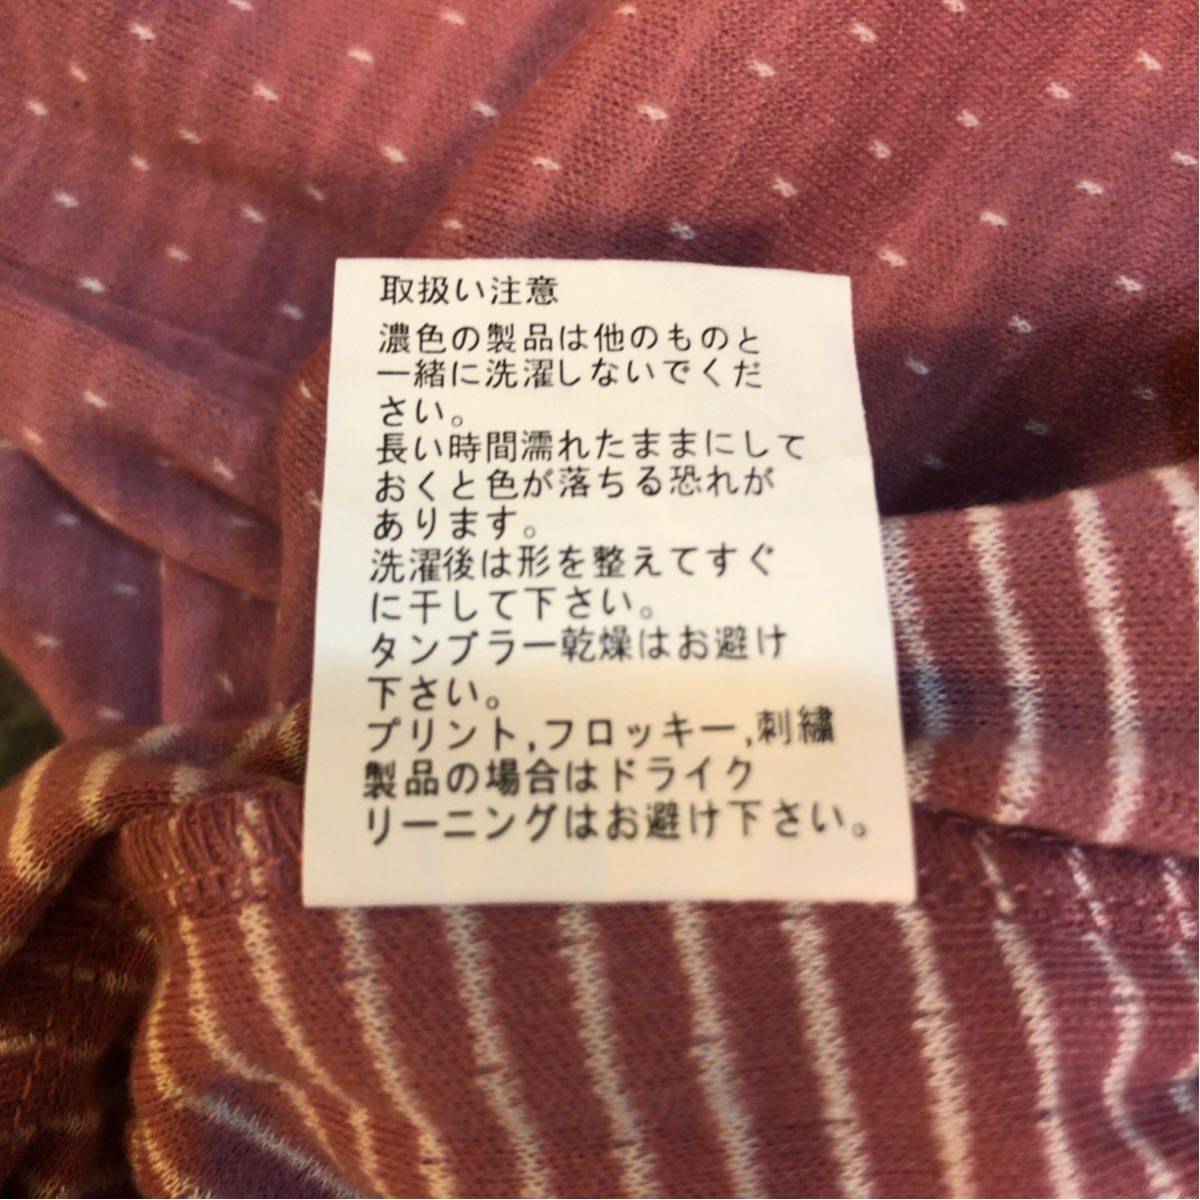 取扱い注意
濃色の製品は他のものと
一緒に洗濯しないでくだ
さい。
長い時間濡れたままにして
おくと色が落ちる恐れが
あります。
洗濯後は形を整えてすぐ
に干して下さい。
タンブラー乾燥はお避け
下さい。
プリント,フロッキー,刺繍
製品の場合はドライク
リーニングはお避け下さい。